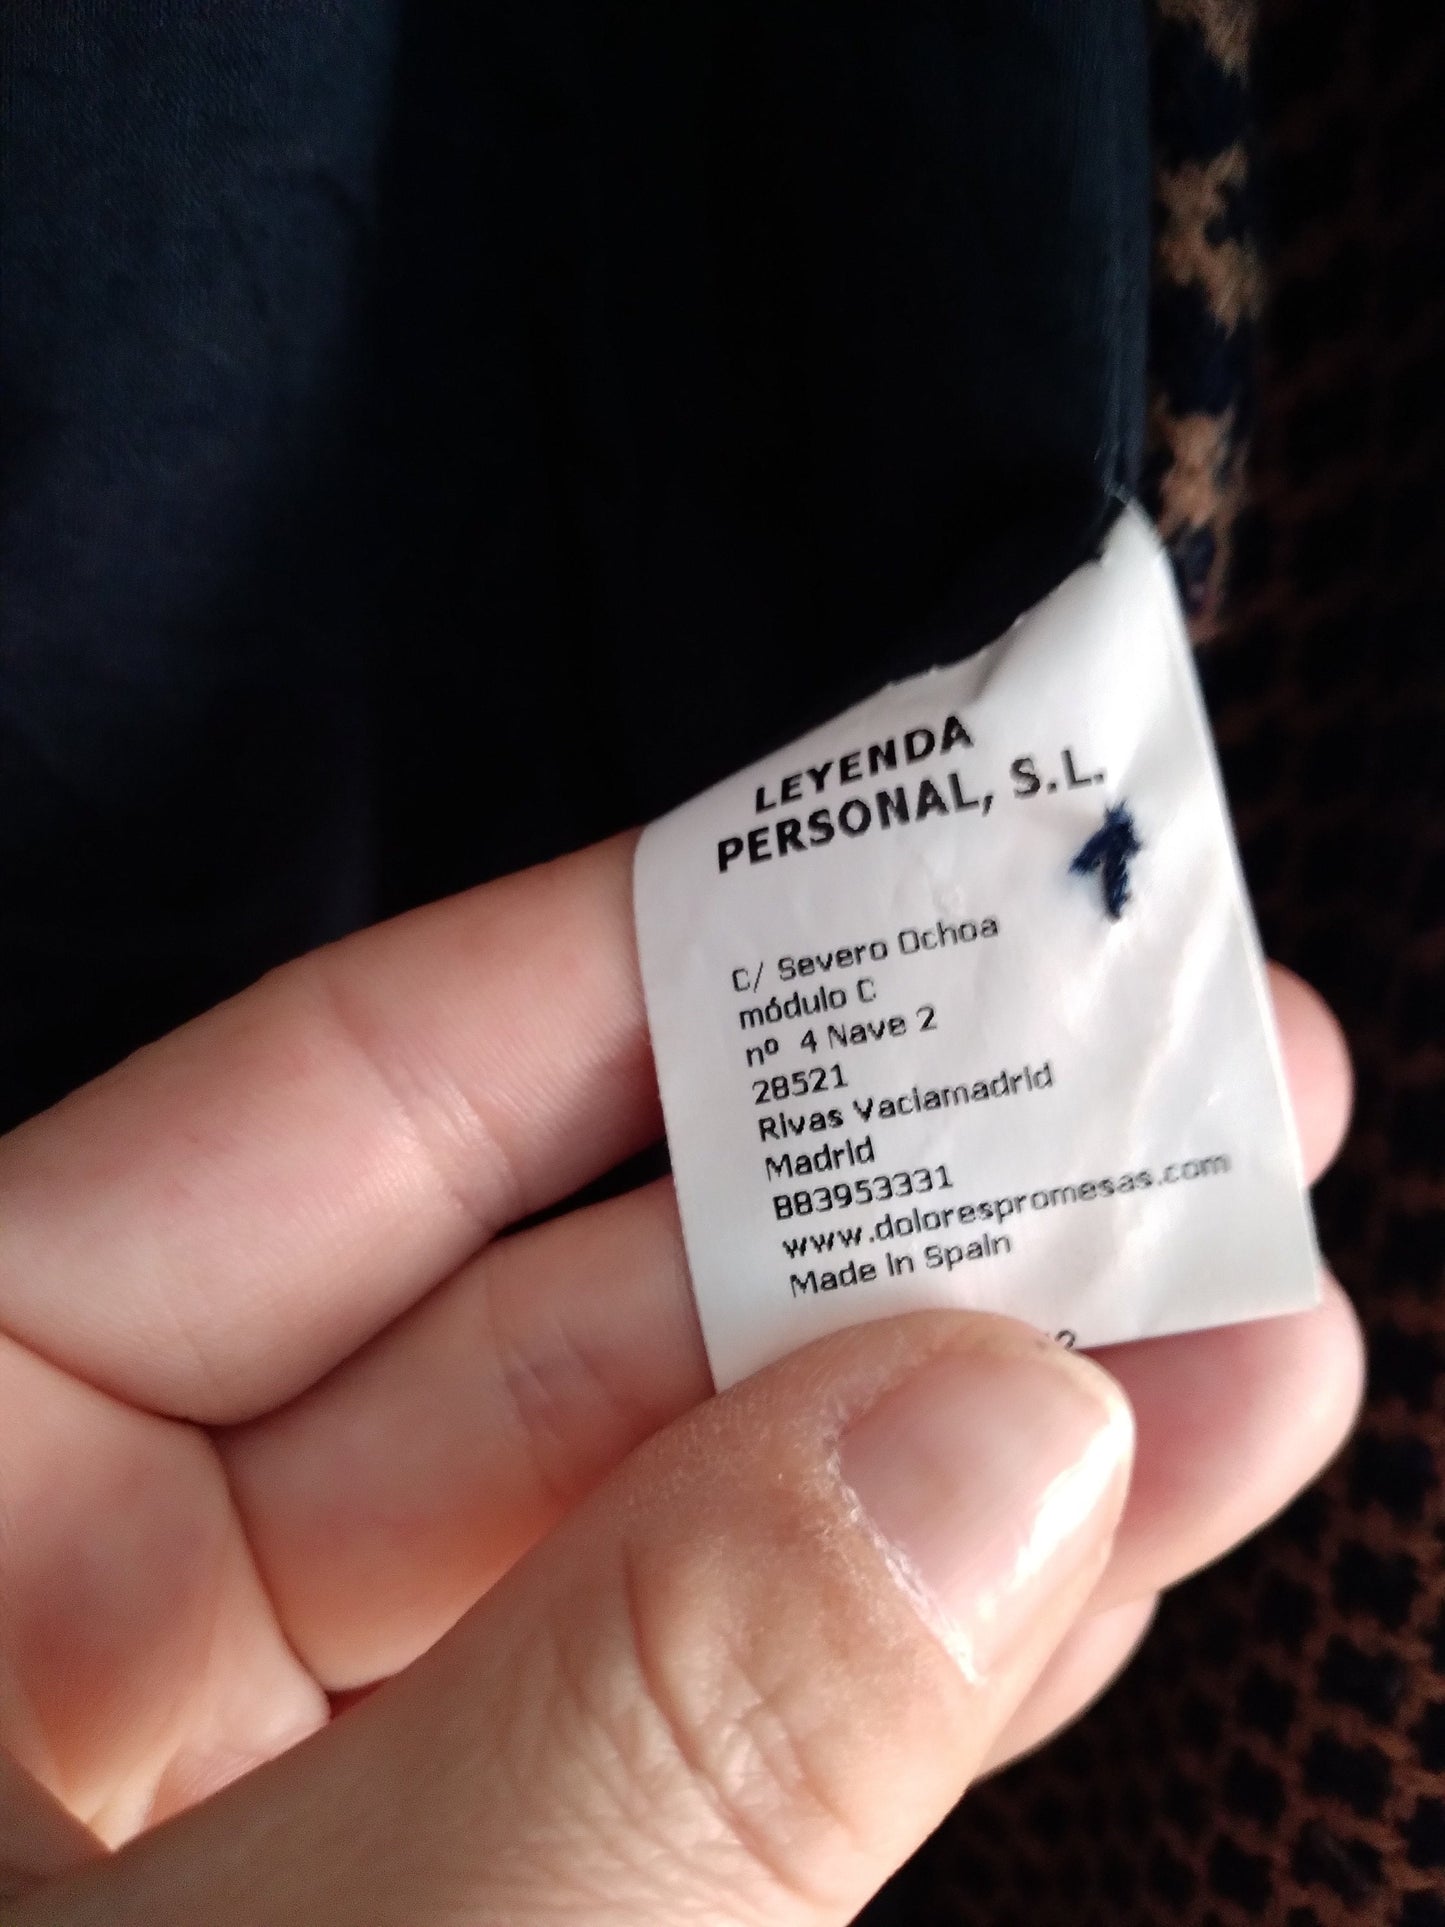 LEYENDA
PERSONAL, S.L.
C/ Severo Ochoa
módulo C
nº 4 Nave 2
28521
Rivas Vaciamadrid
Madrid
B83953331
www.dolorespromesas.com
Made In Spain